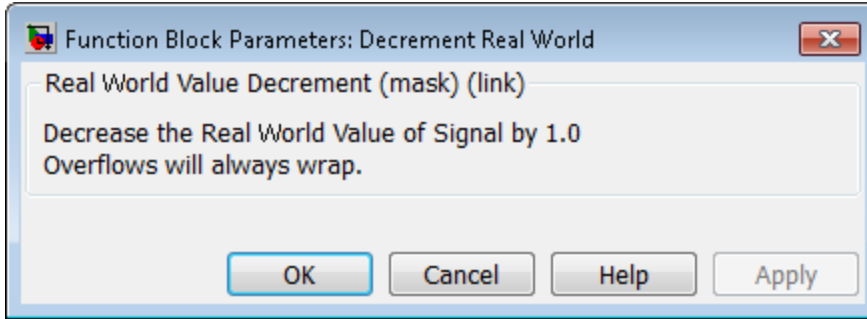 Function Block Parameters: Decrement Real World
Real World Value Decrement (mask) (link)
Decrease the Real World Value of Signal by 1.0
Overflows will always wrap.
OK Cancel Help Apply